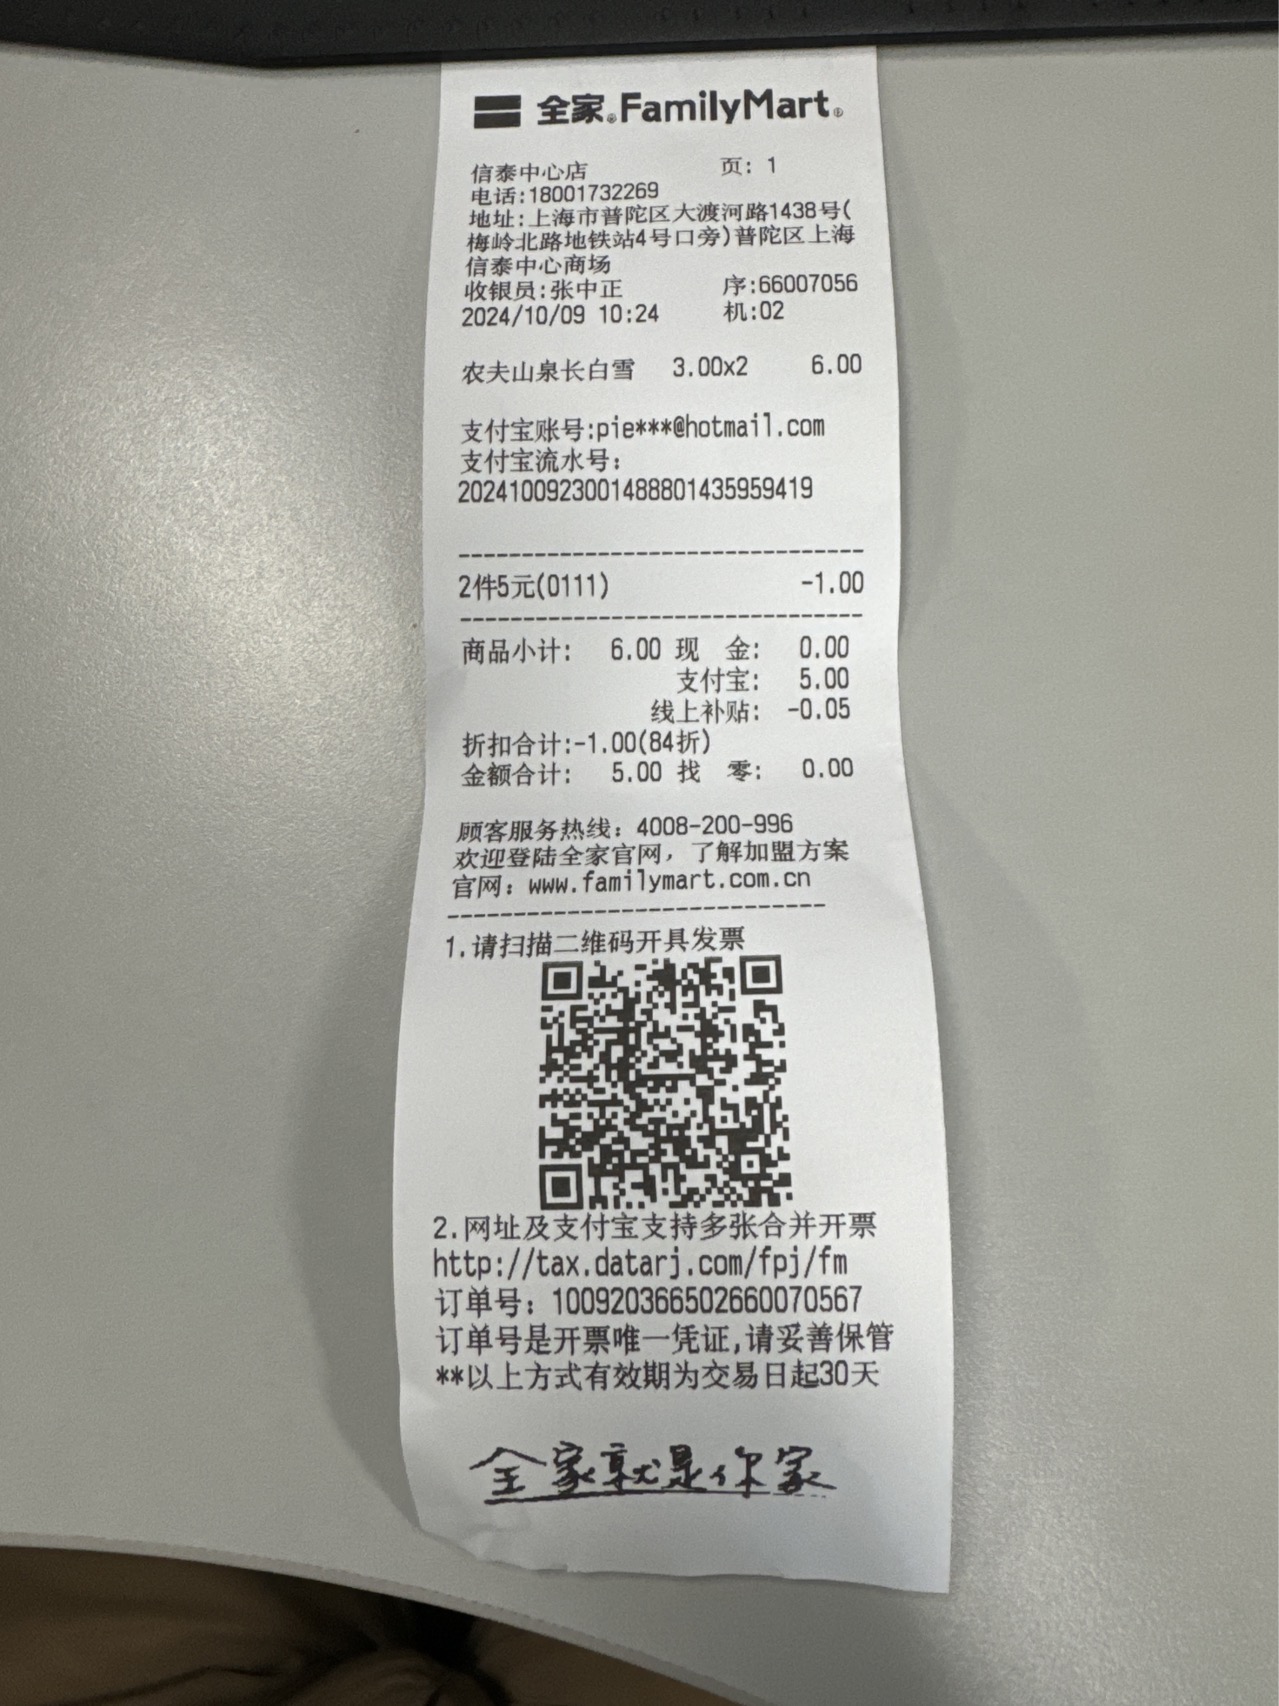 全家®FamilyMart®
信泰中心店 页: 1
电话:18001732269
地址:上海市普陀区大渡河路1438号(
梅岭北路地铁站4号口旁)普陀区上海
信泰中心商场
收银员:张中正 序:66007056
2024/10/09 10:24 机:02
农夫山泉长白雪 3.00x2 6.00
支付宝账号:pie***@hotmail.com
支付宝流水号:
2024100923001488801435959419
--------------------------------
2件5元(0111) -1.00
--------------------------------
商品小计: 6.00 现 金: 0.00
支付宝: 5.00
线上补贴: -0.05
折扣合计:-1.00(84折)
金额合计: 5.00 找 零: 0.00
顾客服务热线: 4008-200-996
欢迎登陆全家官网, 了解加盟方案
官网: www.familymart.com.cn
------------------------------
1.请扫描二维码开具发票
2.网址及支付宝支持多张合并开票
http://tax.datarj.com/fpj/fm
订单号: 100920366502660070567
订单号是开票唯一凭证,请妥善保管
**以上方式有效期为交易日起30天
全家就是你家